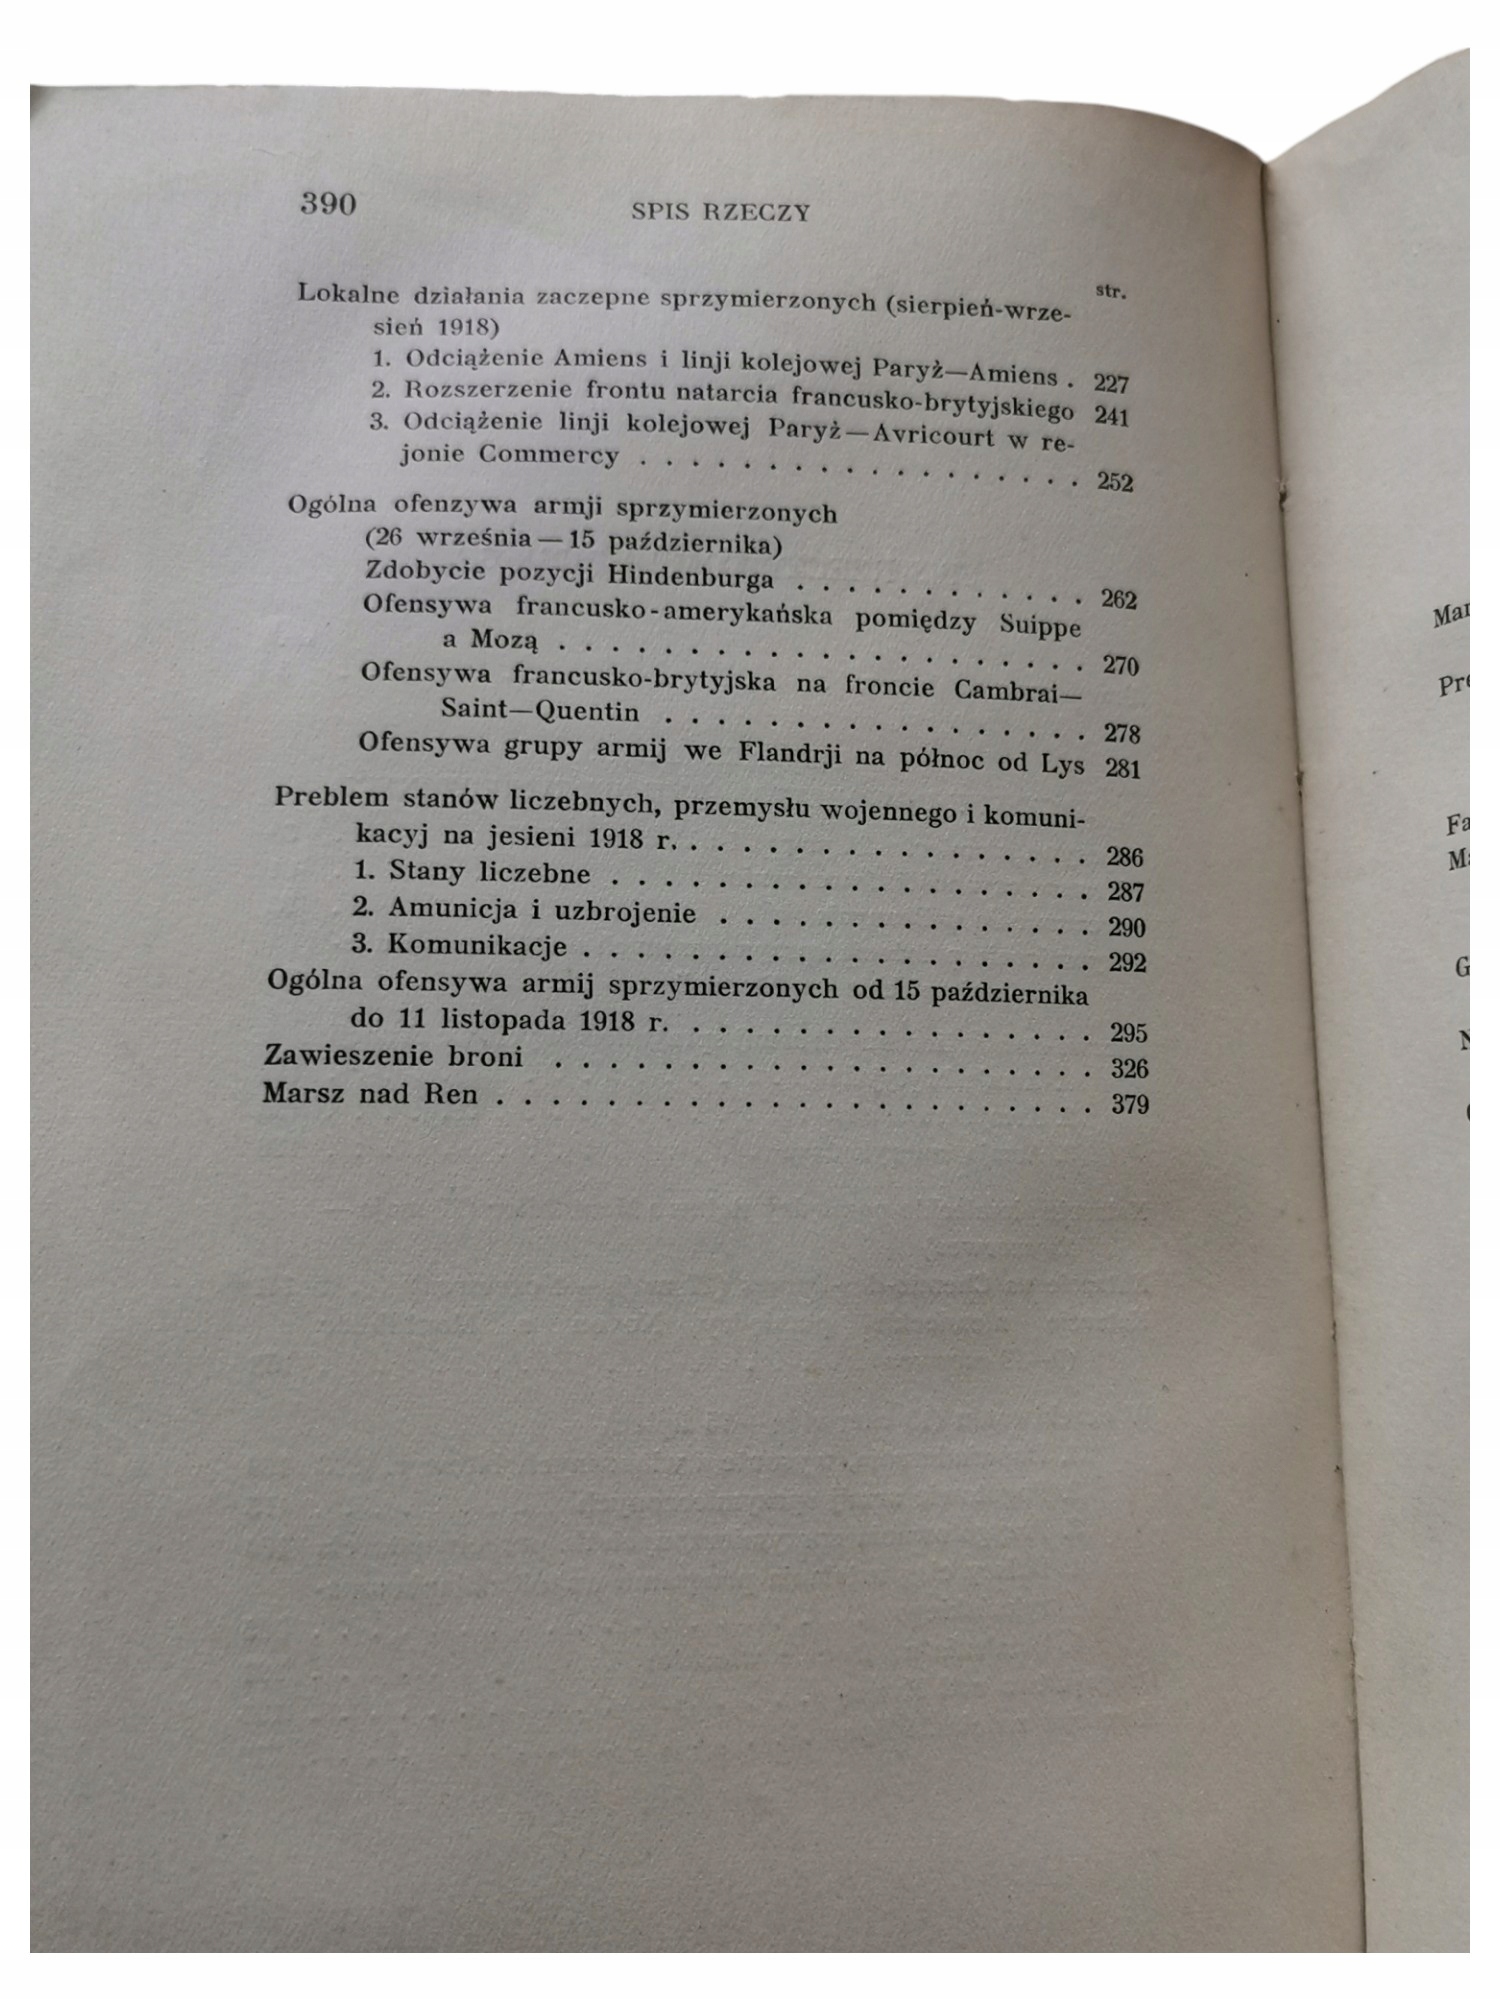 390
SPIS RZECZY
str.
Lokalne działania zaczepne sprzymierzonych (sierpień-wrze-
sień 1918)
1. Odciążenie Amiens i linji kolejowej Paryż—Amiens . 227
2. Rozszerzenie frontu natarcia francusko-brytyjskiego 241
3. Odciążenie linji kolejowej Paryż—Avricourt w re-
jonie Commercy . . . . . . . . . . . . . . . . . 252
Ogólna ofenzywa armji sprzymierzonych
(26 września — 15 października)
Zdobycie pozycji Hindenburga . . . . . . . . . . . . 262
Ofensywa francusko-amerykańska pomiędzy Suippe
a Mozą . . . . . . . . . . . . . . . . . . . . . 270
Ofensywa francusko-brytyjska na froncie Cambrai—
Saint—Quentin . . . . . . . . . . . . . . . . . 278
Ofensywa grupy armij we Flandrji na północ od Lys 281
Preblem stanów liczebnych, przemysłu wojennego i komuni-
kacyj na jesieni 1918 r. . . . . . . . . . . . . . . . . 286
1. Stany liczebne . . . . . . . . . . . . . . . . . . 287
2. Amunicja i uzbrojenie . . . . . . . . . . . . . . 290
3. Komunikacje . . . . . . . . . . . . . . . . . . . 292
Ogólna ofensywa armij sprzymierzonych od 15 października
do 11 listopada 1918 r. . . . . . . . . . . . . . . . . 295
Zawieszenie broni . . . . . . . . . . . . . . . . . . . . 326
Marsz nad Ren . . . . . . . . . . . . . . . . . . . . . . 379